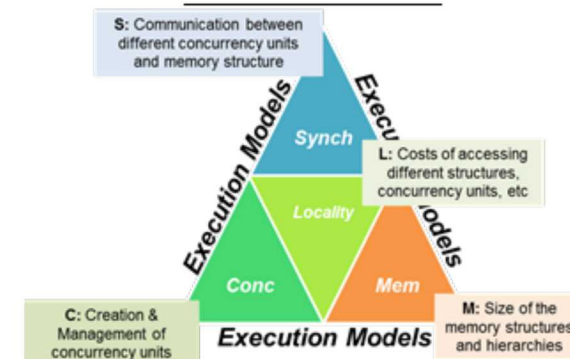 S: Communication between
different concurrency units
and memory structure
Execution Models
Synch
L: Costs of accessing
different structures,
concurrency units, etc
Locality
Conc
Mem
C: Creation &
Management of
concurrency units
Execution Models
M: Size of the
memory structures
and hierarchies